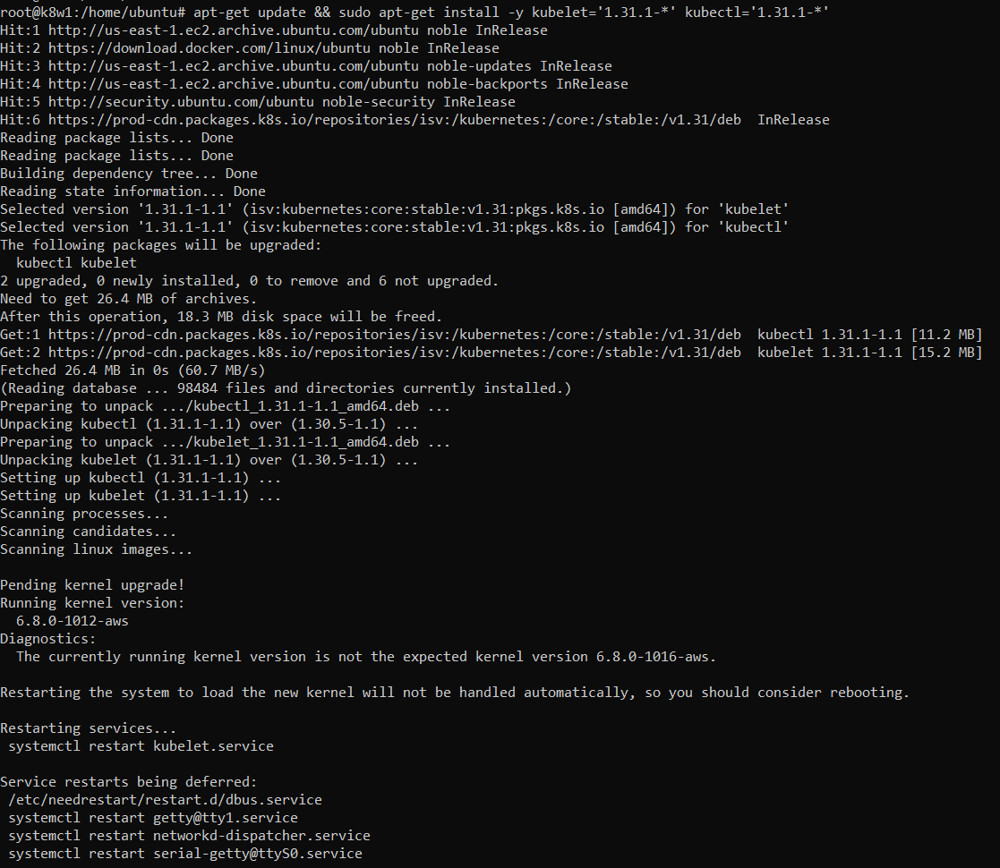 root@k8w1:/home/ubuntu# apt-get update && sudo apt-get install -y kubelet='1.31.1-*' kubectl='1.31.1-*'
Hit:1 http://us-east-1.ec2.archive.ubuntu.com/ubuntu noble InRelease
Hit:2 https://download.docker.com/linux/ubuntu noble InRelease
Hit:3 http://us-east-1.ec2.archive.ubuntu.com/ubuntu noble-updates InRelease
Hit:4 http://us-east-1.ec2.archive.ubuntu.com/ubuntu noble-backports InRelease
Hit:5 http://security.ubuntu.com/ubuntu noble-security InRelease
Hit:6 https://prod-cdn.packages.k8s.io/repositories/isv:/kubernetes:/core:/stable:/v1.31/deb  InRelease
Reading package lists... Done
Reading package lists... Done
Building dependency tree... Done
Reading state information... Done
Selected version '1.31.1-1.1' (isv:kubernetes:core:stable:v1.31:pkgs.k8s.io [amd64]) for 'kubelet'
Selected version '1.31.1-1.1' (isv:kubernetes:core:stable:v1.31:pkgs.k8s.io [amd64]) for 'kubectl'
The following packages will be upgraded:
  kubectl kubelet
2 upgraded, 0 newly installed, 0 to remove and 6 not upgraded.
Need to get 26.4 MB of archives.
After this operation, 18.3 MB disk space will be freed.
Get:1 https://prod-cdn.packages.k8s.io/repositories/isv:/kubernetes:/core:/stable:/v1.31/deb  kubectl 1.31.1-1.1 [11.2 MB]
Get:2 https://prod-cdn.packages.k8s.io/repositories/isv:/kubernetes:/core:/stable:/v1.31/deb  kubelet 1.31.1-1.1 [15.2 MB]
Fetched 26.4 MB in 0s (60.7 MB/s)
(Reading database ... 98484 files and directories currently installed.)
Preparing to unpack .../kubectl_1.31.1-1.1_amd64.deb ...
Unpacking kubectl (1.31.1-1.1) over (1.30.5-1.1) ...
Preparing to unpack .../kubelet_1.31.1-1.1_amd64.deb ...
Unpacking kubelet (1.31.1-1.1) over (1.30.5-1.1) ...
Setting up kubectl (1.31.1-1.1) ...
Setting up kubelet (1.31.1-1.1) ...
Scanning processes...
Scanning candidates...
Scanning linux images...
Pending kernel upgrade!
Running kernel version:
  6.8.0-1012-aws
Diagnostics:
  The currently running kernel version is not the expected kernel version 6.8.0-1016-aws.
Restarting the system to load the new kernel will not be handled automatically, so you should consider rebooting.
Restarting services...
 systemctl restart kubelet.service
Service restarts being deferred:
 /etc/needrestart/restart.d/dbus.service
 systemctl restart getty@tty1.service
 systemctl restart networkd-dispatcher.service
 systemctl restart serial-getty@ttyS0.service